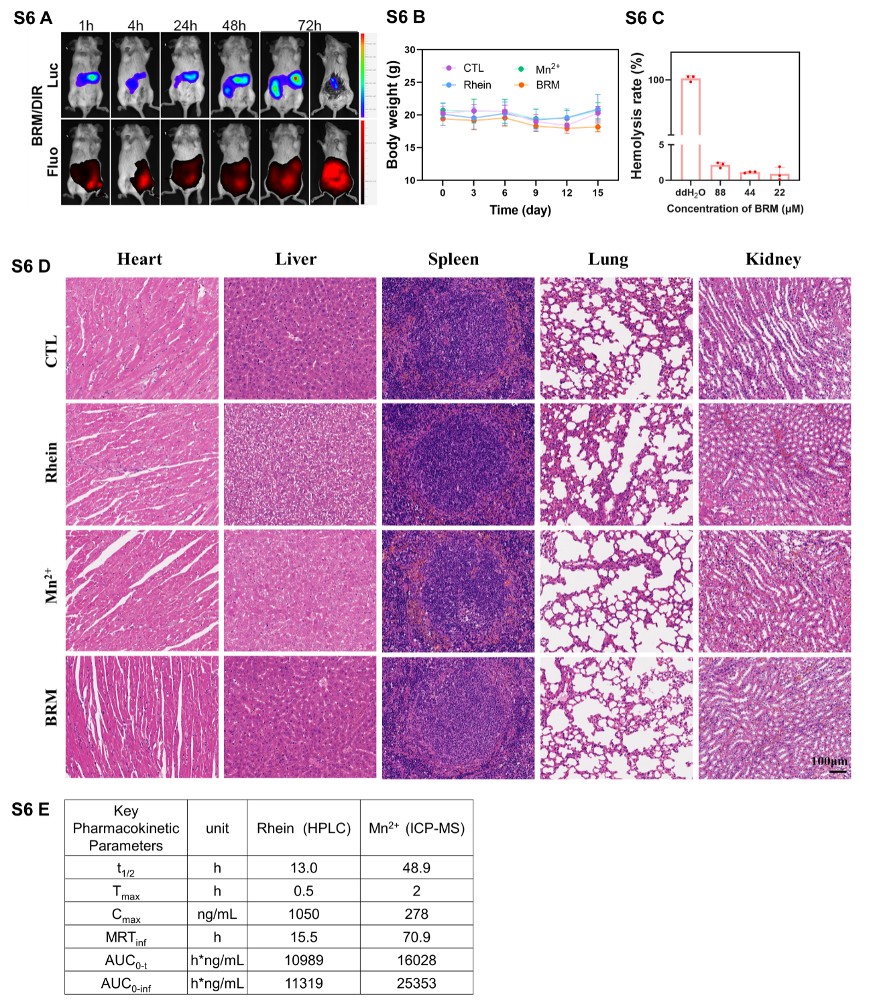 S6 A
1h 4h 24h 48h 72h
BRM/DIR
Luc
Fluo
S6 B
Body weight (g)
30
25
20
15
10
CTL
Mn²⁺
Rhein
BRM
0 3 6 9 12 15
Time (day)
S6 C
Hemolysis rate (%)
100
5
0
ddH₂O 88 44 22
Concentration of BRM (μM)
S6 D
Heart Liver Spleen Lung Kidney
CTL
Rhein
Mn²⁺
BRM
100μm
S6 E
Key Pharmacokinetic Parameters unit Rhein (HPLC) Mn²⁺ (ICP-MS)
t₁/₂ h 13.0 48.9
Tmax h 0.5 2
Cmax ng/mL 1050 278
MRTinf h 15.5 70.9
AUC0-t h*ng/mL 10989 16028
AUC0-inf h*ng/mL 11319 25353